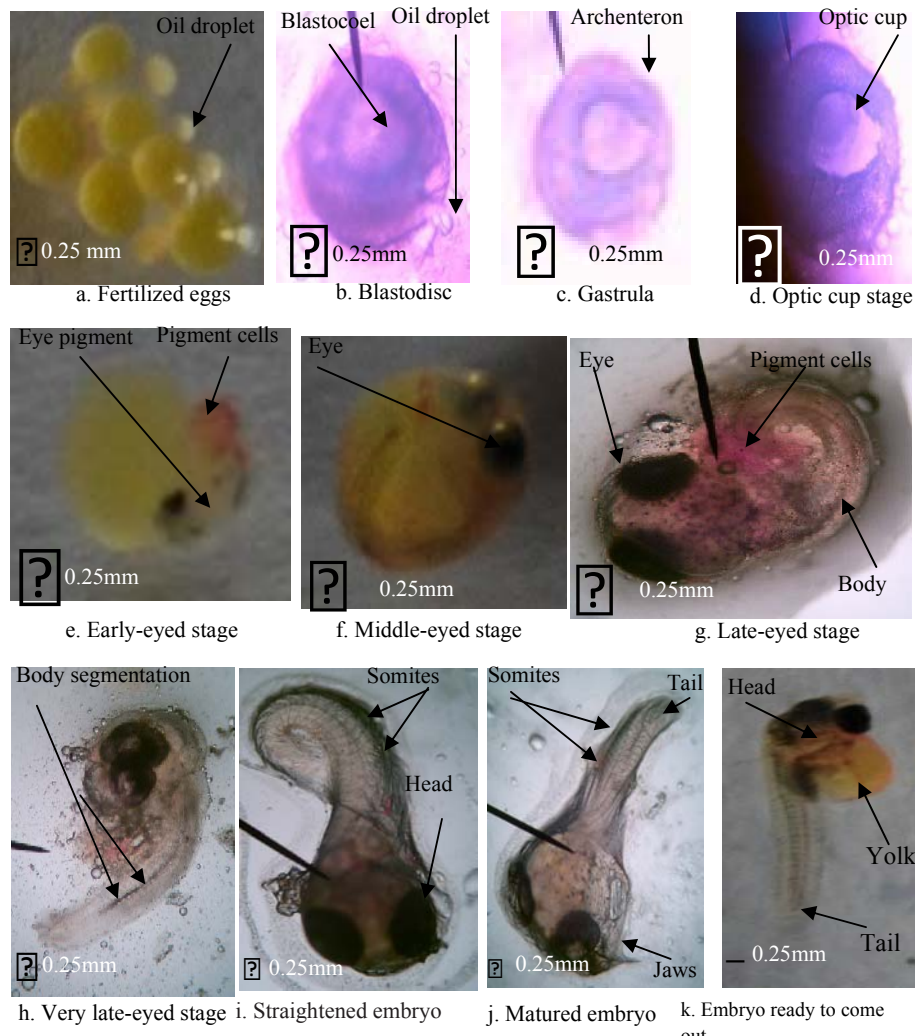 Oil droplet
Blastocoel
Oil droplet
Archenteron
Optic cup
? 0.25 mm
? 0.25mm
0.25mm
? 0.25mm
a. Fertilized eggs
b. Blastodisc
c. Gastrula
d. Optic cup stage
Eye pigment
Pigment cells
Eye
Eye
Pigment cells
Body
? 0.25mm
? 0.25mm
? 0.25mm
e. Early-eyed stage
f. Middle-eyed stage
g. Late-eyed stage
Body segmentation
Somites
Head
Somites
Tail
Jaws
Head
Yolk
Tail
? 0.25mm
? 0.25mm
? 0.25mm
0.25mm
h. Very late-eyed stage
i. Straightened embryo
j. Matured embryo
k. Embryo ready to come